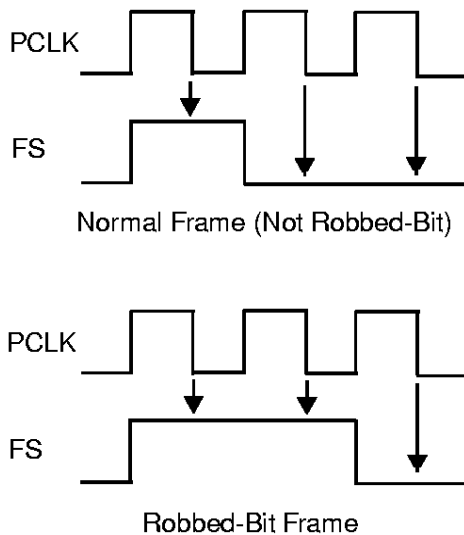 PCLK
FS
Normal Frame (Not Robbed-Bit)
PCLK
FS
Robbed-Bit Frame